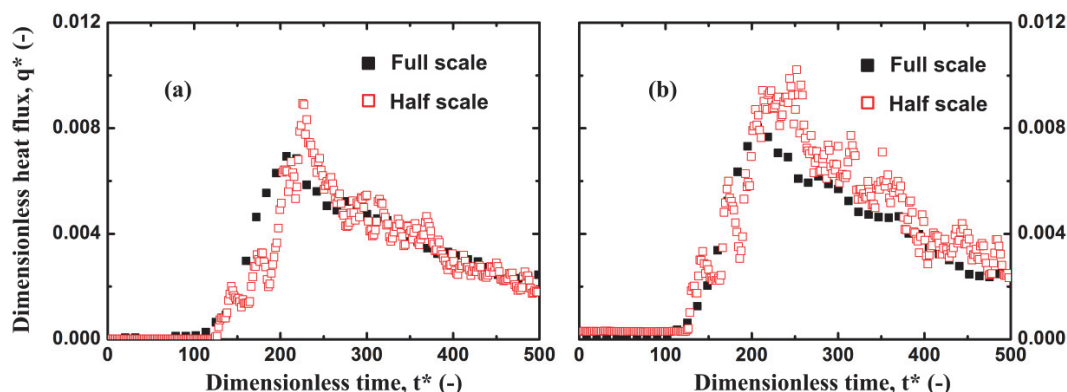 Dimensionless heat flux, q* (-)
0.012
0.008
0.004
0.000
(a)
Full scale
Half scale
0 100 200 300 400 500
Dimensionless time, t* (-)
(b)
Full scale
Half scale
0.012
0.008
0.004
0.000
0 100 200 300 400 500
Dimensionless time, t* (-)